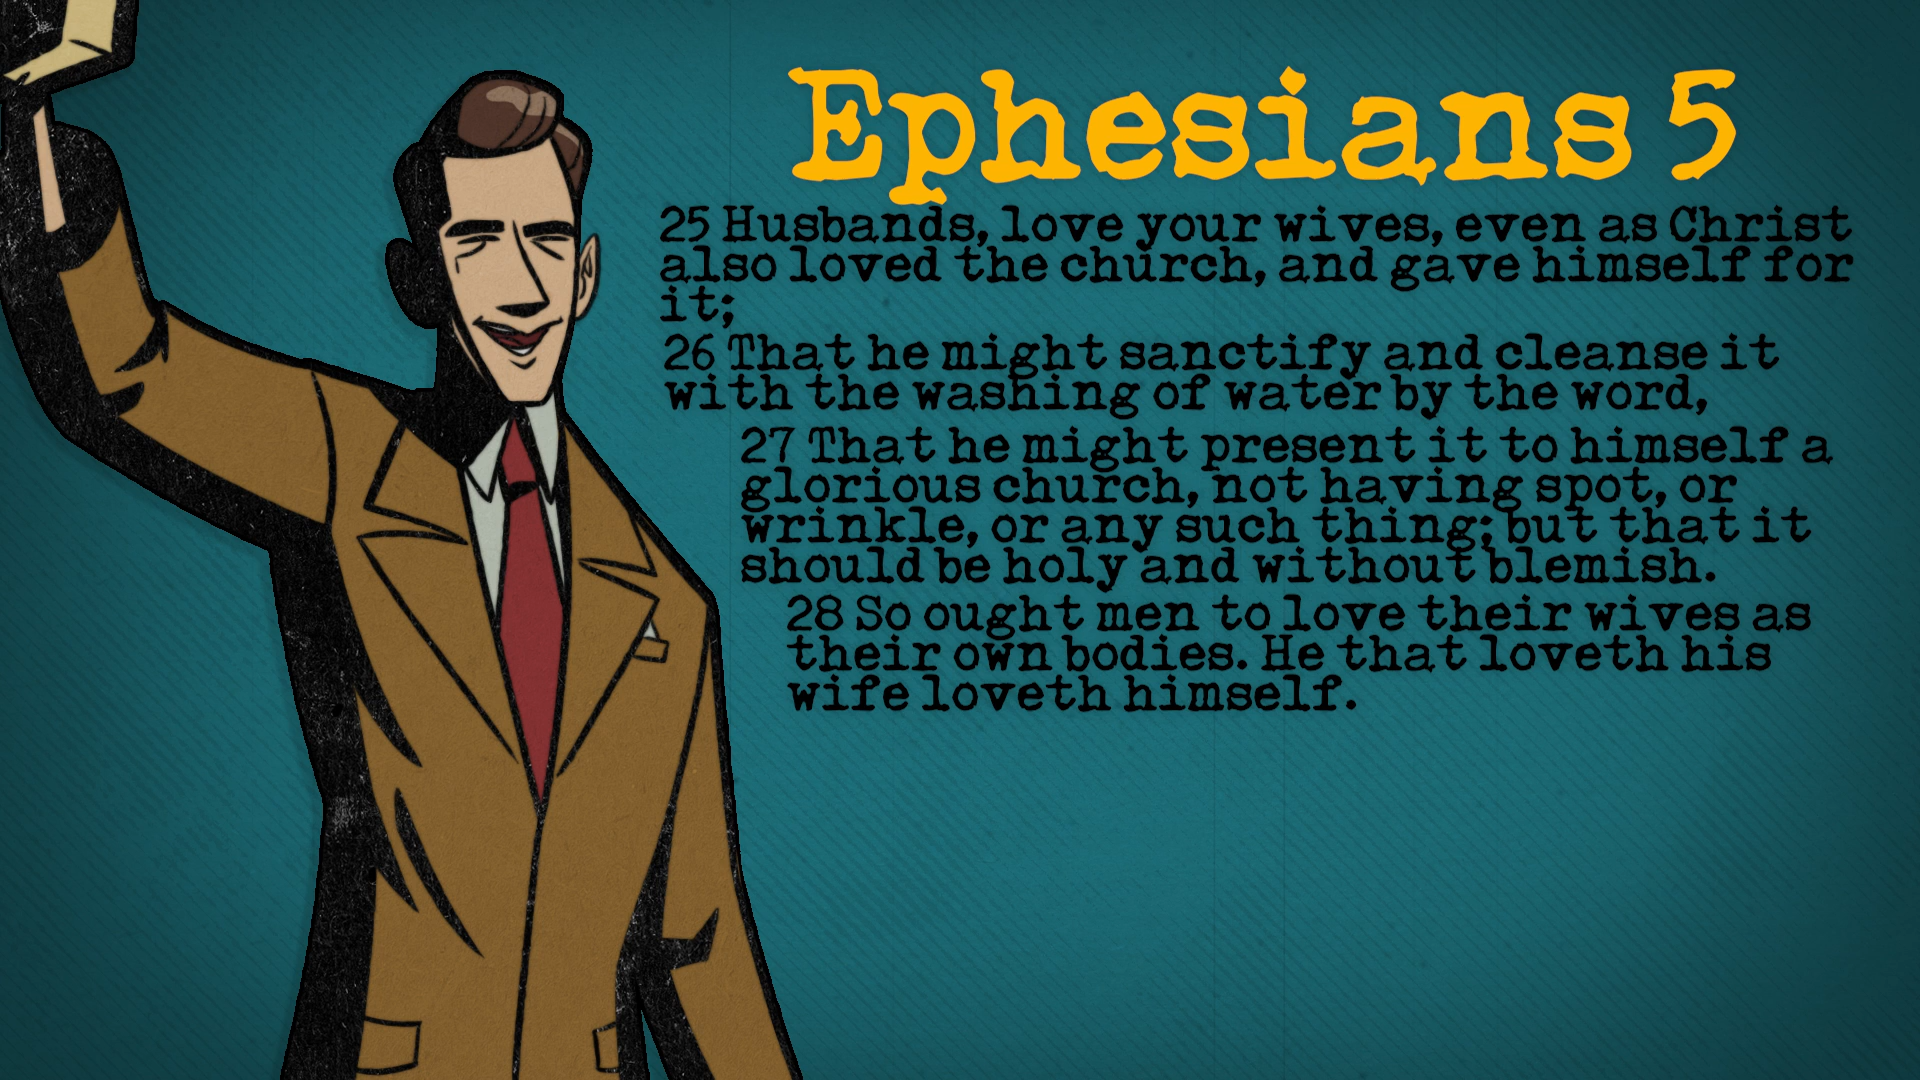 Ephesians 5
25 Husbands, love your wives, even as Christ
also loved the church, and gave himself for
it;
26 That he might sanctify and cleanse it
with the washing of water by the word,
27 That he might present it to himself a
glorious church, not having spot, or
wrinkle, or any such thing; but that it
should be holy and without blemish.
28 So ought men to love their wives as
their own bodies. He that loveth his
wife loveth himself.